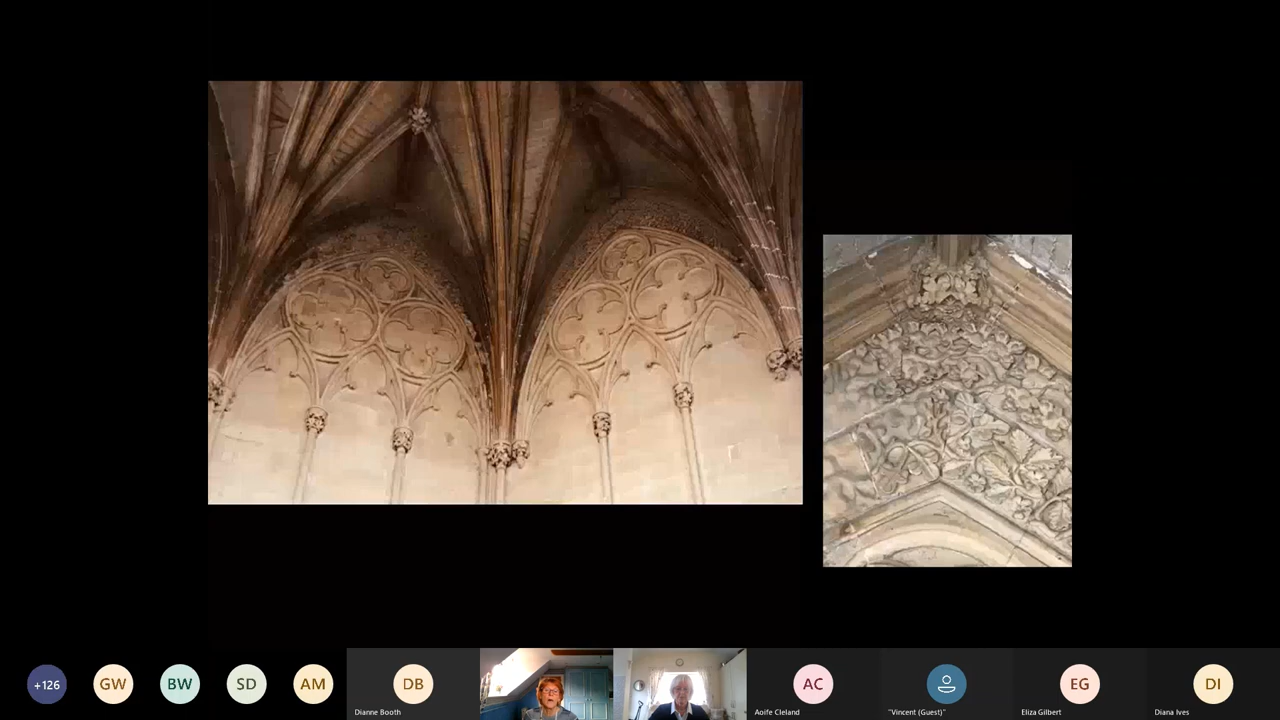 +126
GW
BW
SD
AM
DB
Dianne Booth
AC
Aoife Cleland
"Vincent (Guest)"
EG
Eliza Gilbert
DI
Diana Ives